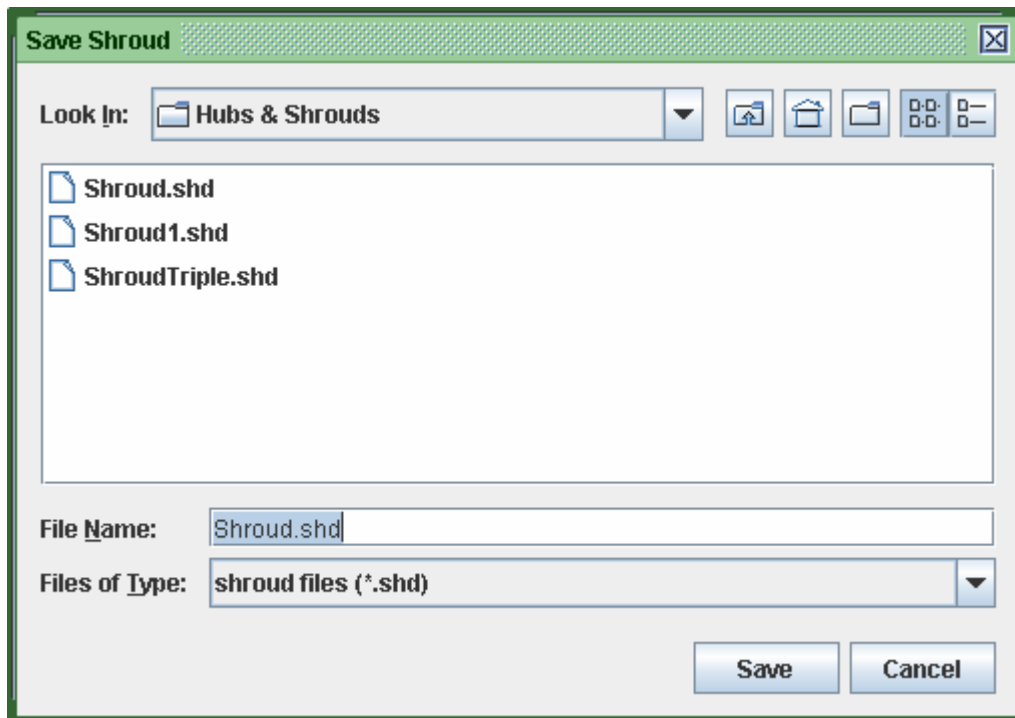 Save Shroud
Look In: Hubs & Shrouds
Shroud.shd
Shroud1.shd
ShroudTriple.shd
File Name: Shroud.shd
Files of Type: shroud files (*.shd)
Save Cancel